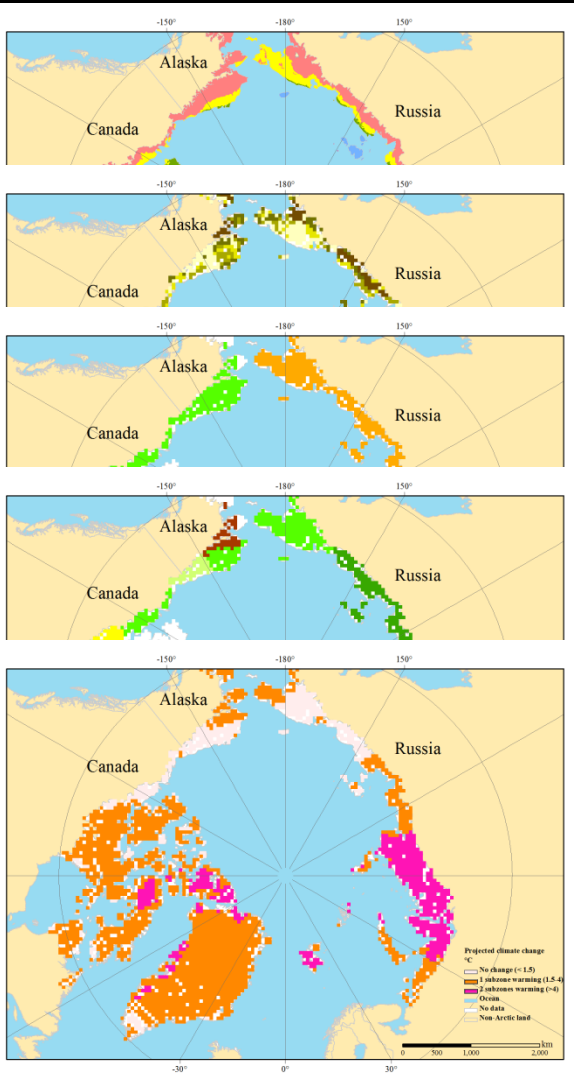 -150° -180° 150°
Alaska
Russia
Canada
-150° -180° 150°
Alaska
Russia
Canada
-150° -180° 150°
Alaska
Russia
Canada
-150° -180° 150°
Alaska
Russia
Canada
-150° -180° 150°
Alaska
Russia
Canada
Projected climate change
°C
No change (< 1.5)
1 subzone warming (1.5-4)
2 subzones warming (>4)
Ocean
No data
Non-Arctic land
km
0 500 1,000 2,000
-30° 0° 30°